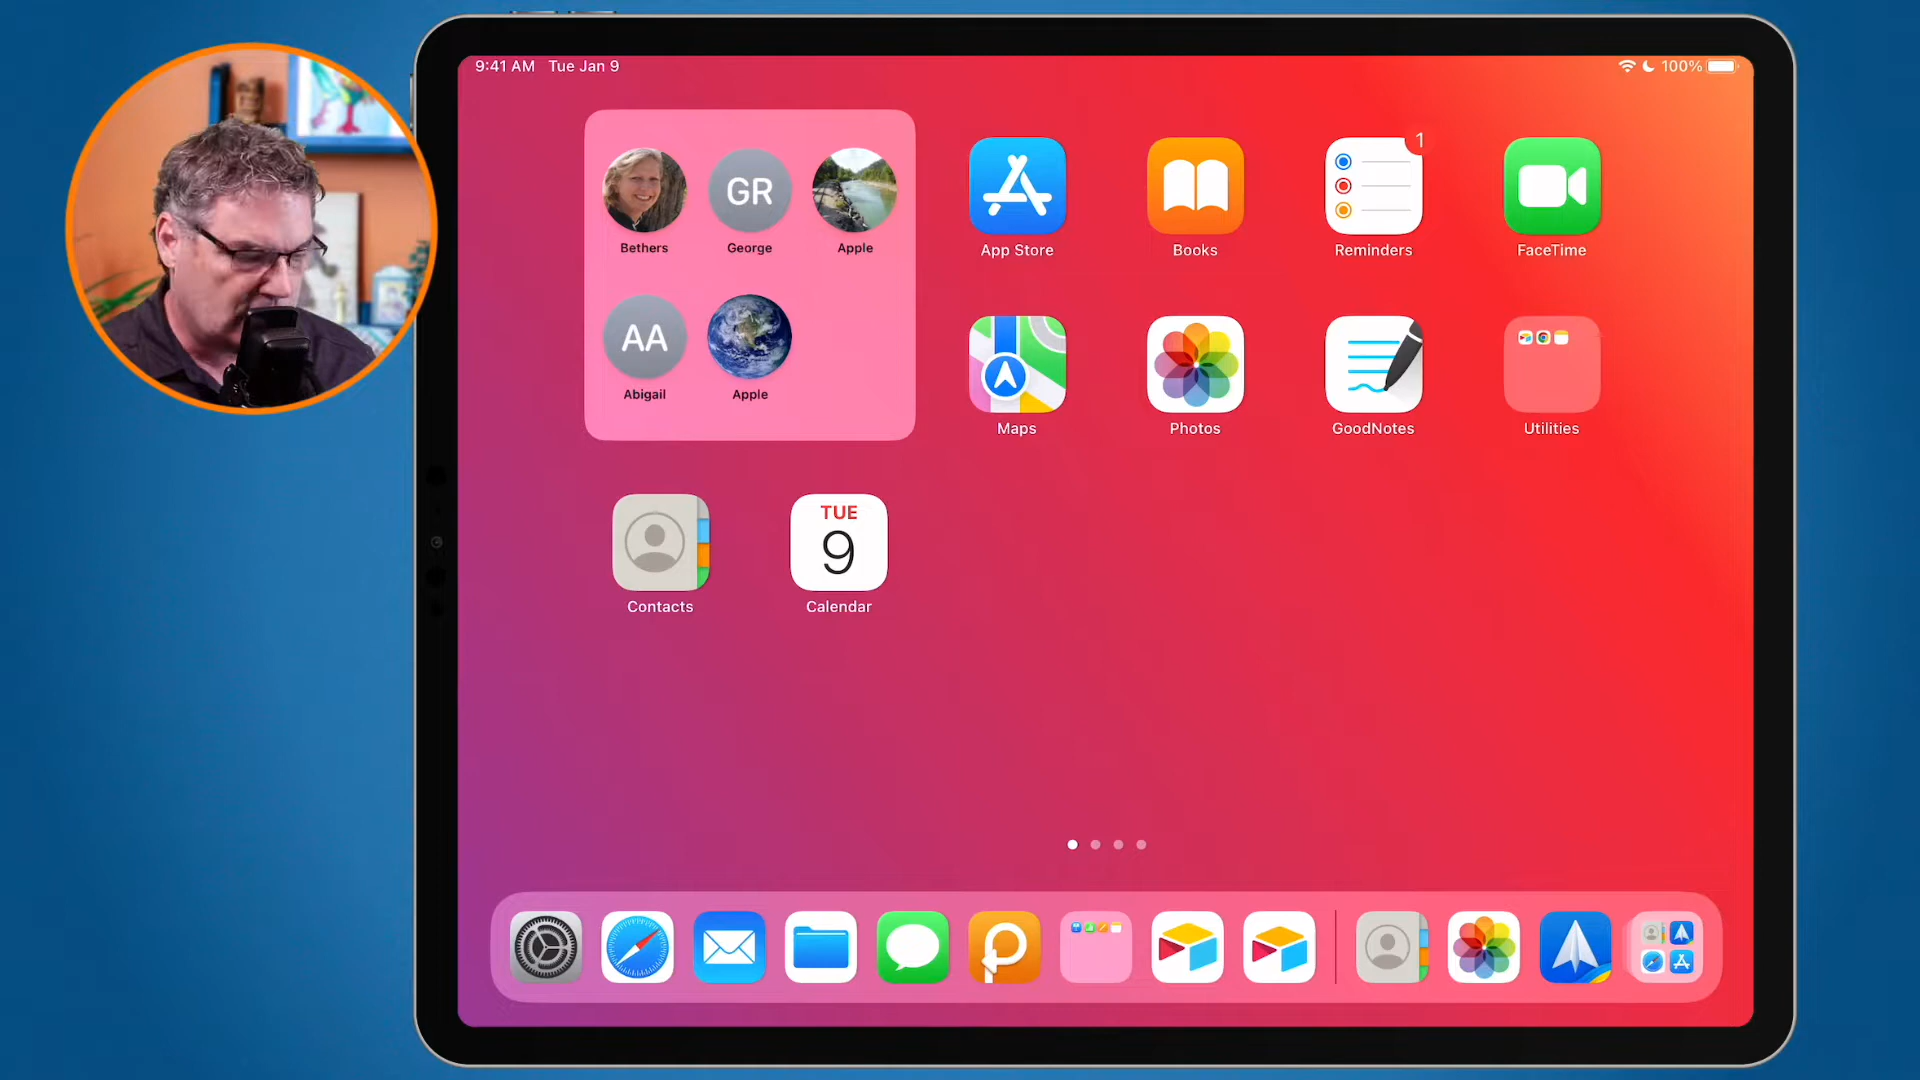 9:41 AM Tue Jan 9
100%
GR
Bethers George Apple
AA
Abigail Apple
1
App Store Books Reminders FaceTime
Maps Photos GoodNotes Utilities
TUE
9
Contacts Calendar